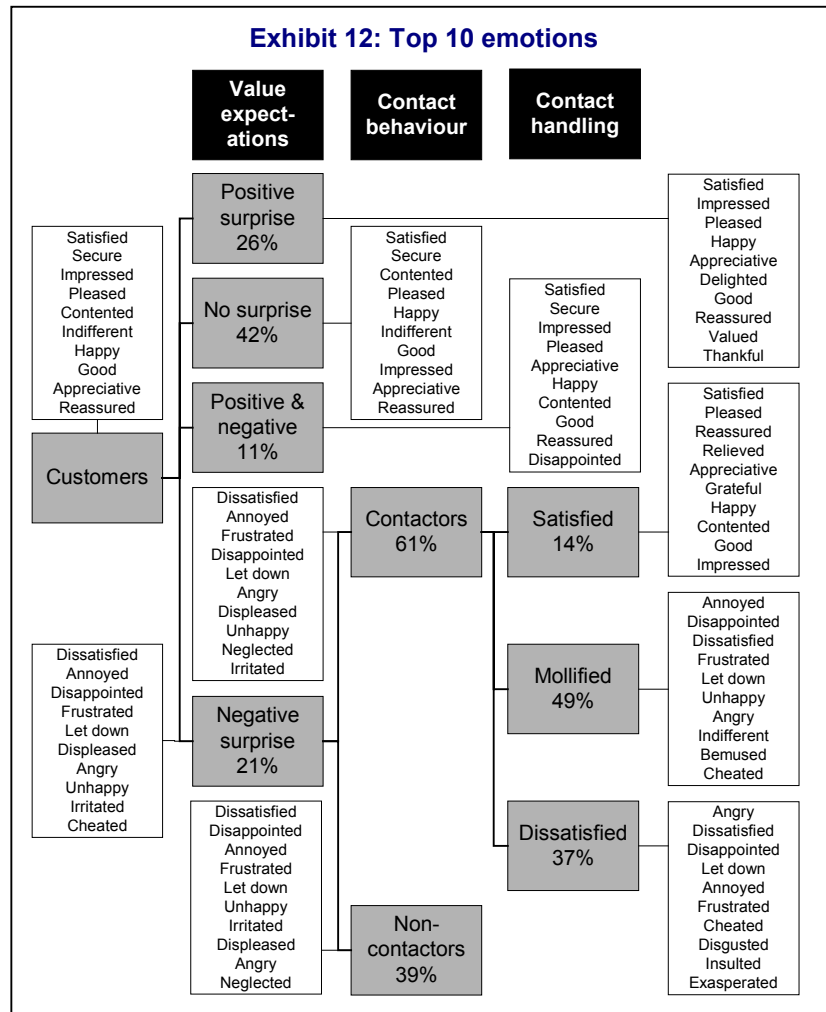 Exhibit 12: Top 10 emotions
Value
expect-
ations
Contact
behaviour
Contact
handling
Positive
surprise
26%
Satisfied
Impressed
Pleased
Happy
Appreciative
Delighted
Good
Reassured
Valued
Thankful
Satisfied
Secure
Impressed
Pleased
Contented
Indifferent
Happy
Good
Appreciative
Reassured
No surprise
42%
Satisfied
Secure
Contented
Pleased
Happy
Indifferent
Good
Impressed
Appreciative
Reassured
Satisfied
Secure
Impressed
Pleased
Appreciative
Happy
Contented
Good
Reassured
Disappointed
Customers
Positive &
negative
11%
Satisfied
Pleased
Reassured
Relieved
Appreciative
Grateful
Happy
Contented
Good
Impressed
Dissatisfied
Annoyed
Frustrated
Disappointed
Let down
Angry
Displeased
Unhappy
Neglected
Irritated
Contactors
61%
Satisfied
14%
Dissatisfied
Annoyed
Disappointed
Frustrated
Let down
Displeased
Angry
Unhappy
Irritated
Cheated
Negative
surprise
21%
Mollified
49%
Annoyed
Disappointed
Dissatisfied
Frustrated
Let down
Unhappy
Angry
Indifferent
Bemused
Cheated
Dissatisfied
Disappointed
Annoyed
Frustrated
Let down
Unhappy
Irritated
Displeased
Angry
Neglected
Non-
contactors
39%
Dissatisfied
37%
Angry
Dissatisfied
Disappointed
Let down
Annoyed
Frustrated
Cheated
Disgusted
Insulted
Exasperated